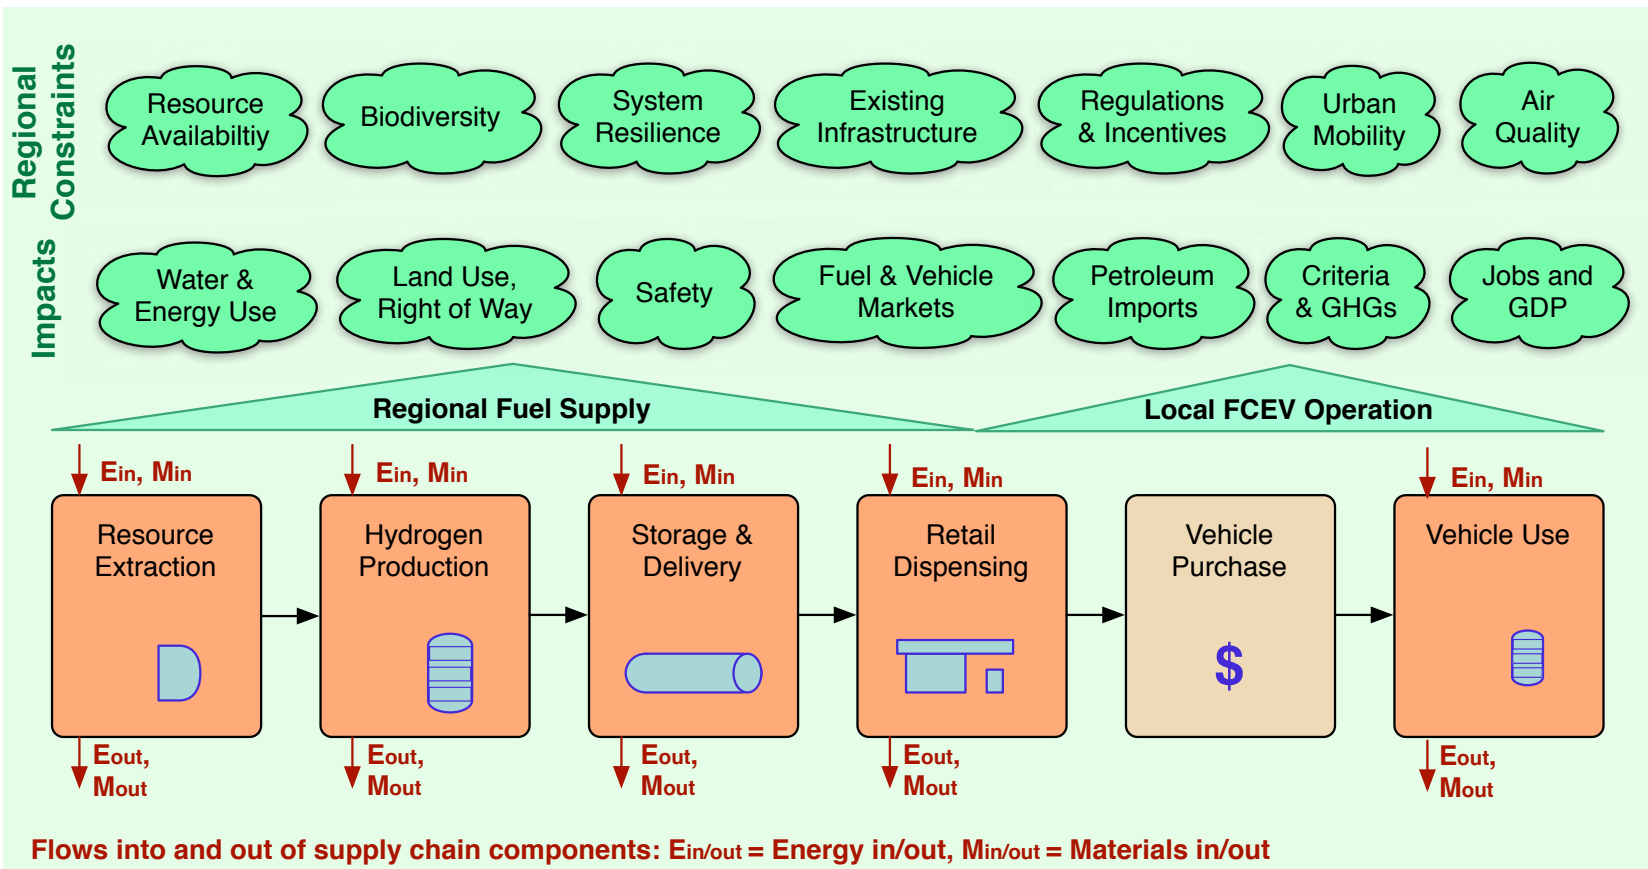 Regional
Constraints
Resource
Availabiltiy
Biodiversity
System
Resilience
Existing
Infrastructure
Regulations
& Incentives
Urban
Mobility
Air
Quality
Impacts
Water &
Energy Use
Land Use,
Right of Way
Safety
Fuel & Vehicle
Markets
Petroleum
Imports
Criteria
& GHGs
Jobs and
GDP
Regional Fuel Supply
Local FCEV Operation
Ein, Min
Ein, Min
Ein, Min
Ein, Min
Ein, Min
Resource
Extraction
Hydrogen
Production
Storage &
Delivery
Retail
Dispensing
Vehicle
Purchase
$
Vehicle Use
Eout,
Mout
Eout,
Mout
Eout,
Mout
Eout,
Mout
Eout,
Mout
Flows into and out of supply chain components: Ein/out = Energy in/out, Min/out = Materials in/out